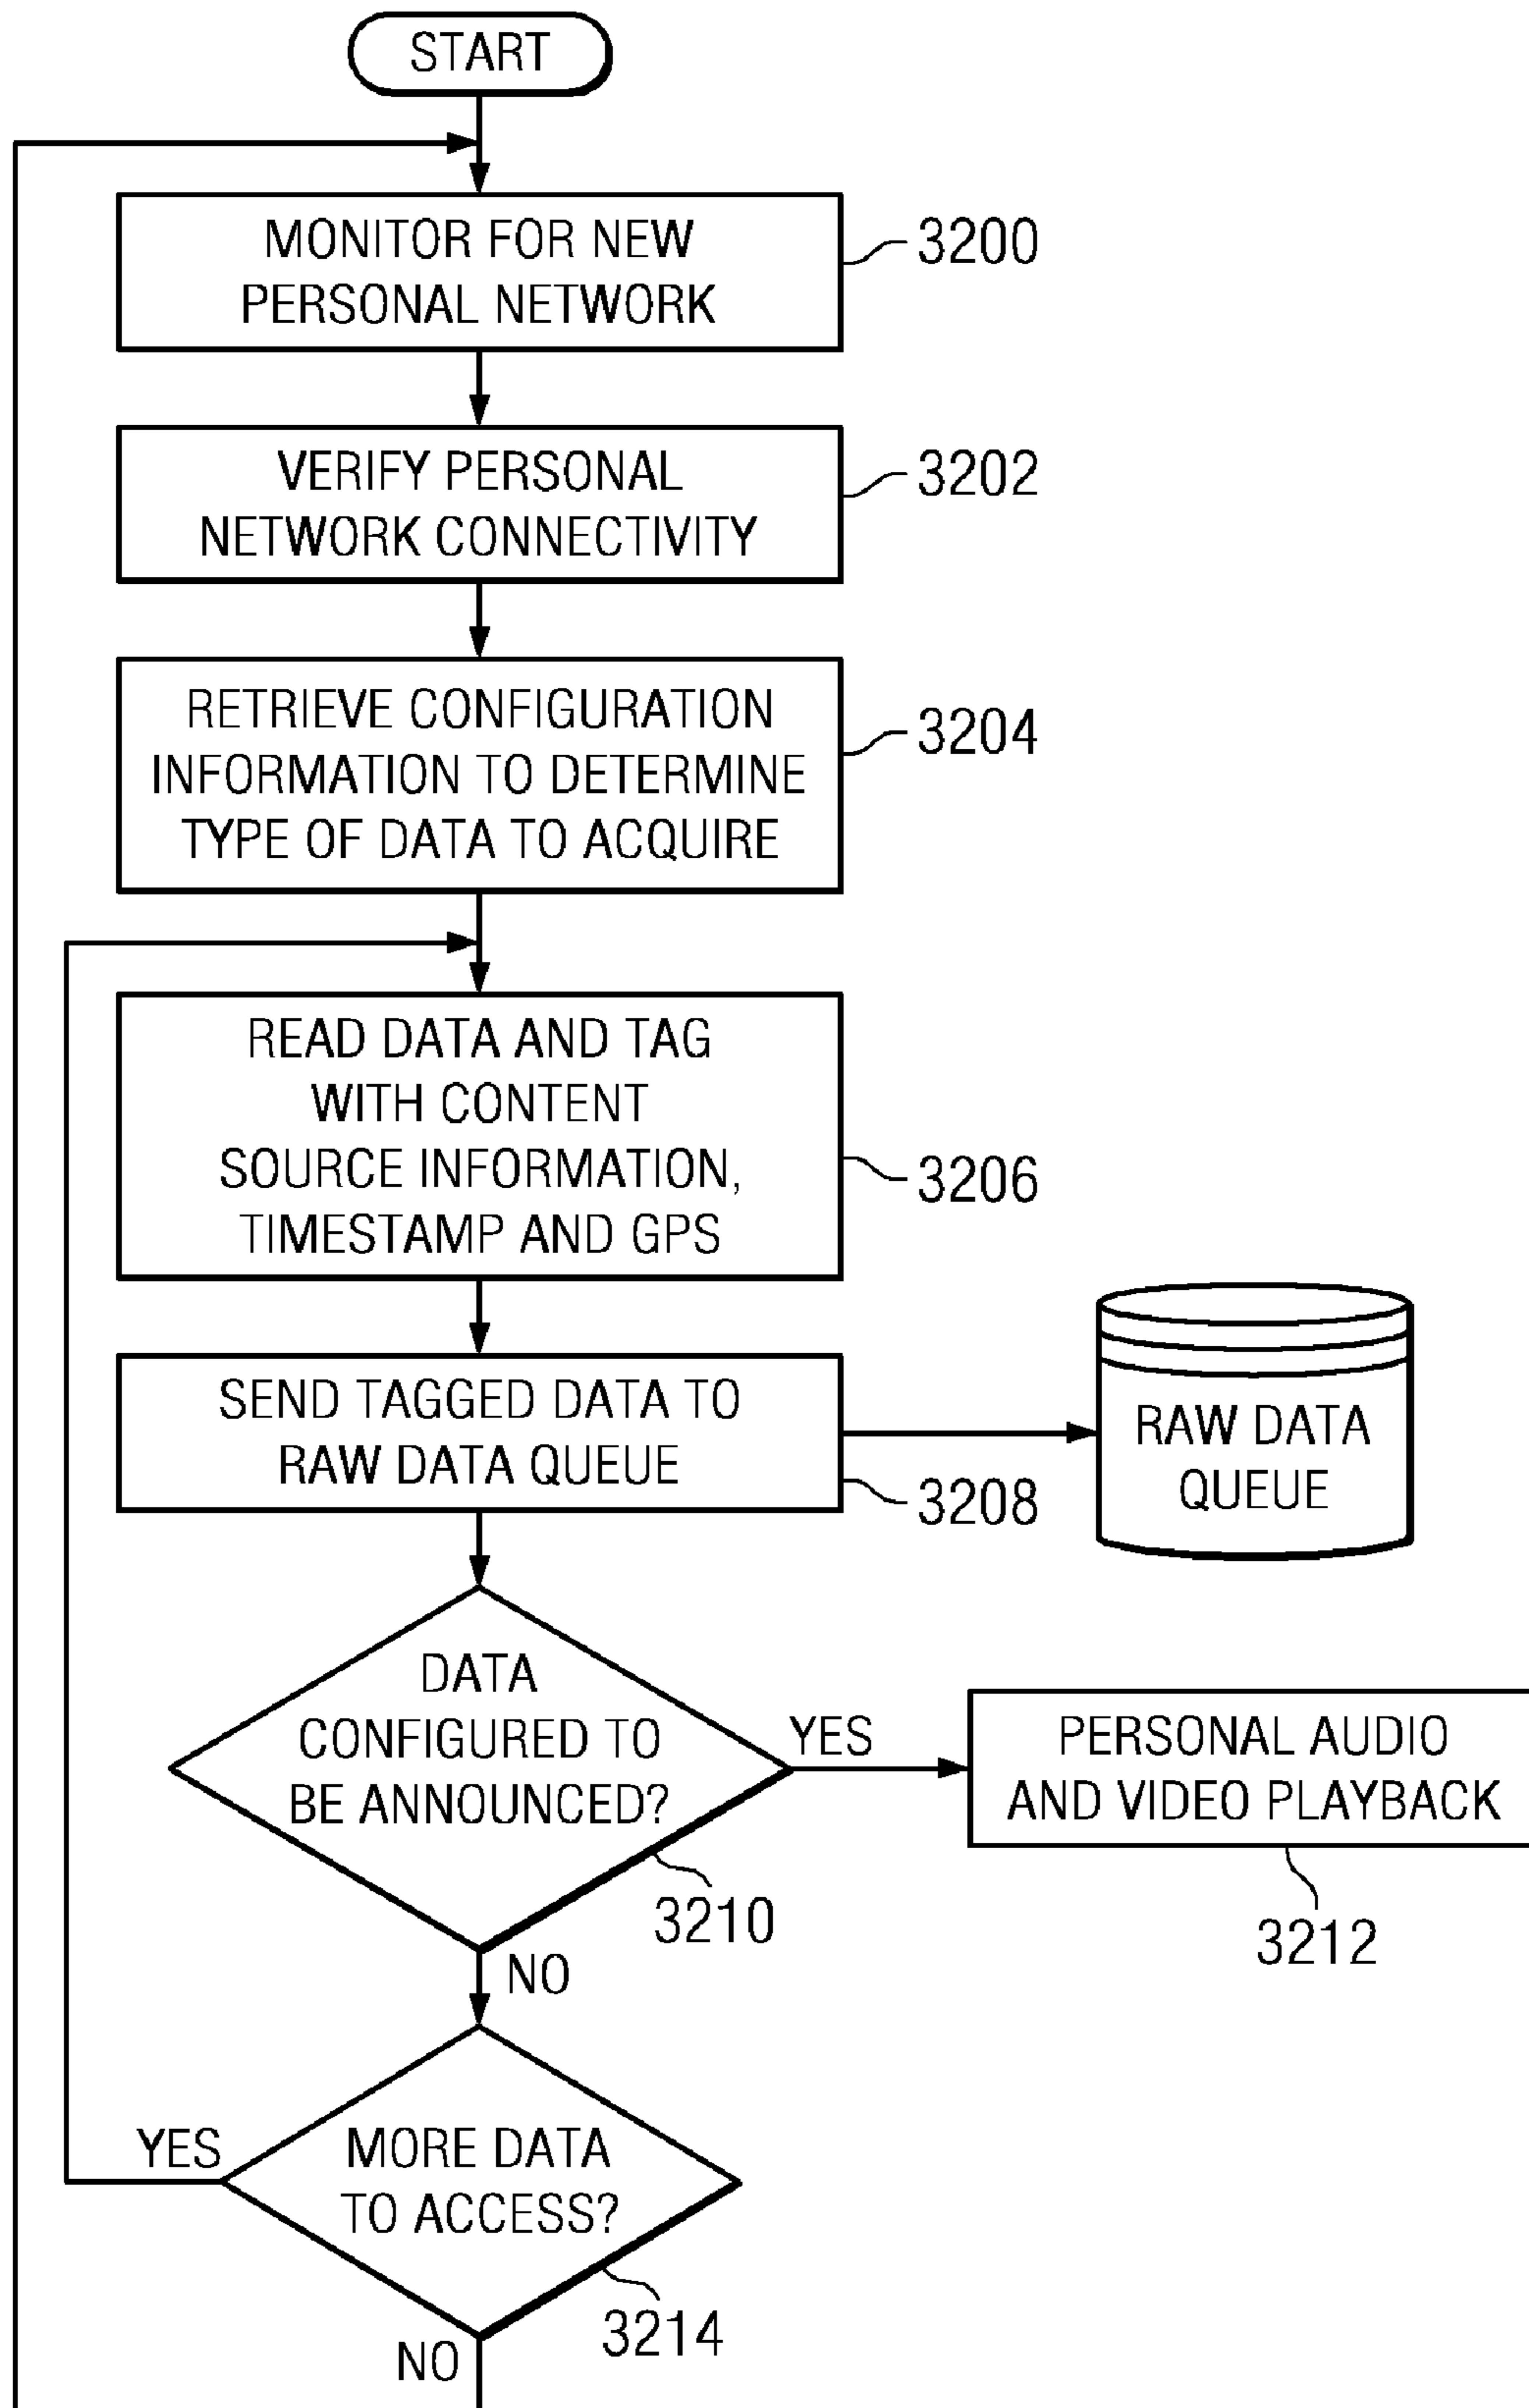 START
MONITOR FOR NEW
PERSONAL NETWORK
3200
VERIFY PERSONAL
NETWORK CONNECTIVITY
3202
RETRIEVE CONFIGURATION
INFORMATION TO DETERMINE
TYPE OF DATA TO ACQUIRE
3204
READ DATA AND TAG
WITH CONTENT
SOURCE INFORMATION,
TIMESTAMP AND GPS
3206
SEND TAGGED DATA TO
RAW DATA QUEUE
3208
RAW DATA
QUEUE
DATA
CONFIGURED TO
BE ANNOUNCED?
YES
3210
PERSONAL AUDIO
AND VIDEO PLAYBACK
3212
NO
YES
MORE DATA
TO ACCESS?
3214
NO